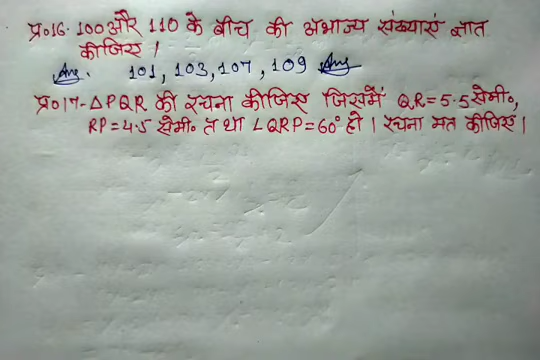 प्र०16- 100 और 110 के बीच की अभाज्य संख्याएं ज्ञात
कीजिए।
Ans. 101, 103, 107, 109 Ans
प्र०17- ΔPQR की रचना कीजिए जिसमें QR=5.5 सेमी०,
RP=4.5 सेमी० तथा ∠QRP=60° हो। रचना मत कीजिए।